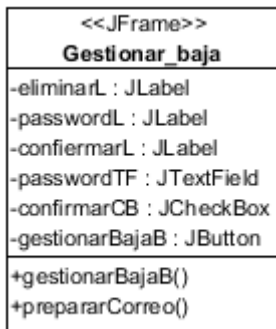 <<JFrame>>
Gestionar_baja
-eliminarL : JLabel
-passwordL : JLabel
-confiermarL : JLabel
-passwordTF : JTextField
-confirmarCB : JCheckBox
-gestionarBajaB : JButton
+gestionarBajaB()
+prepararCorreo()